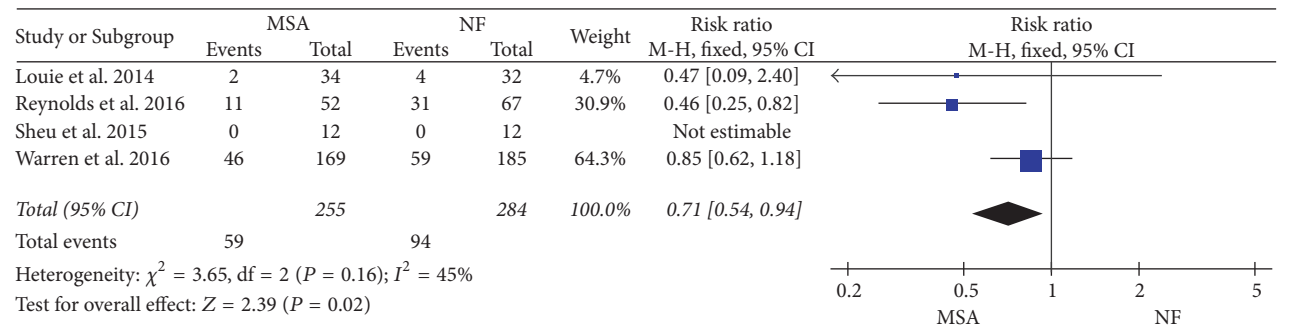 Study or Subgroup MSA NF Weight Risk ratio Risk ratio
Events Total Events Total M-H, fixed, 95% CI M-H, fixed, 95% CI
Louie et al. 2014 2 34 4 32 4.7% 0.47 [0.09, 2.40]
Reynolds et al. 2016 11 52 31 67 30.9% 0.46 [0.25, 0.82]
Sheu et al. 2015 0 12 0 12 Not estimable
Warren et al. 2016 46 169 59 185 64.3% 0.85 [0.62, 1.18]
Total (95% CI) 255 284 100.0% 0.71 [0.54, 0.94]
Total events 59 94
Heterogeneity: χ² = 3.65, df = 2 (P = 0.16); I² = 45%
Test for overall effect: Z = 2.39 (P = 0.02)
0.2 0.5 1 2 5
MSA NF